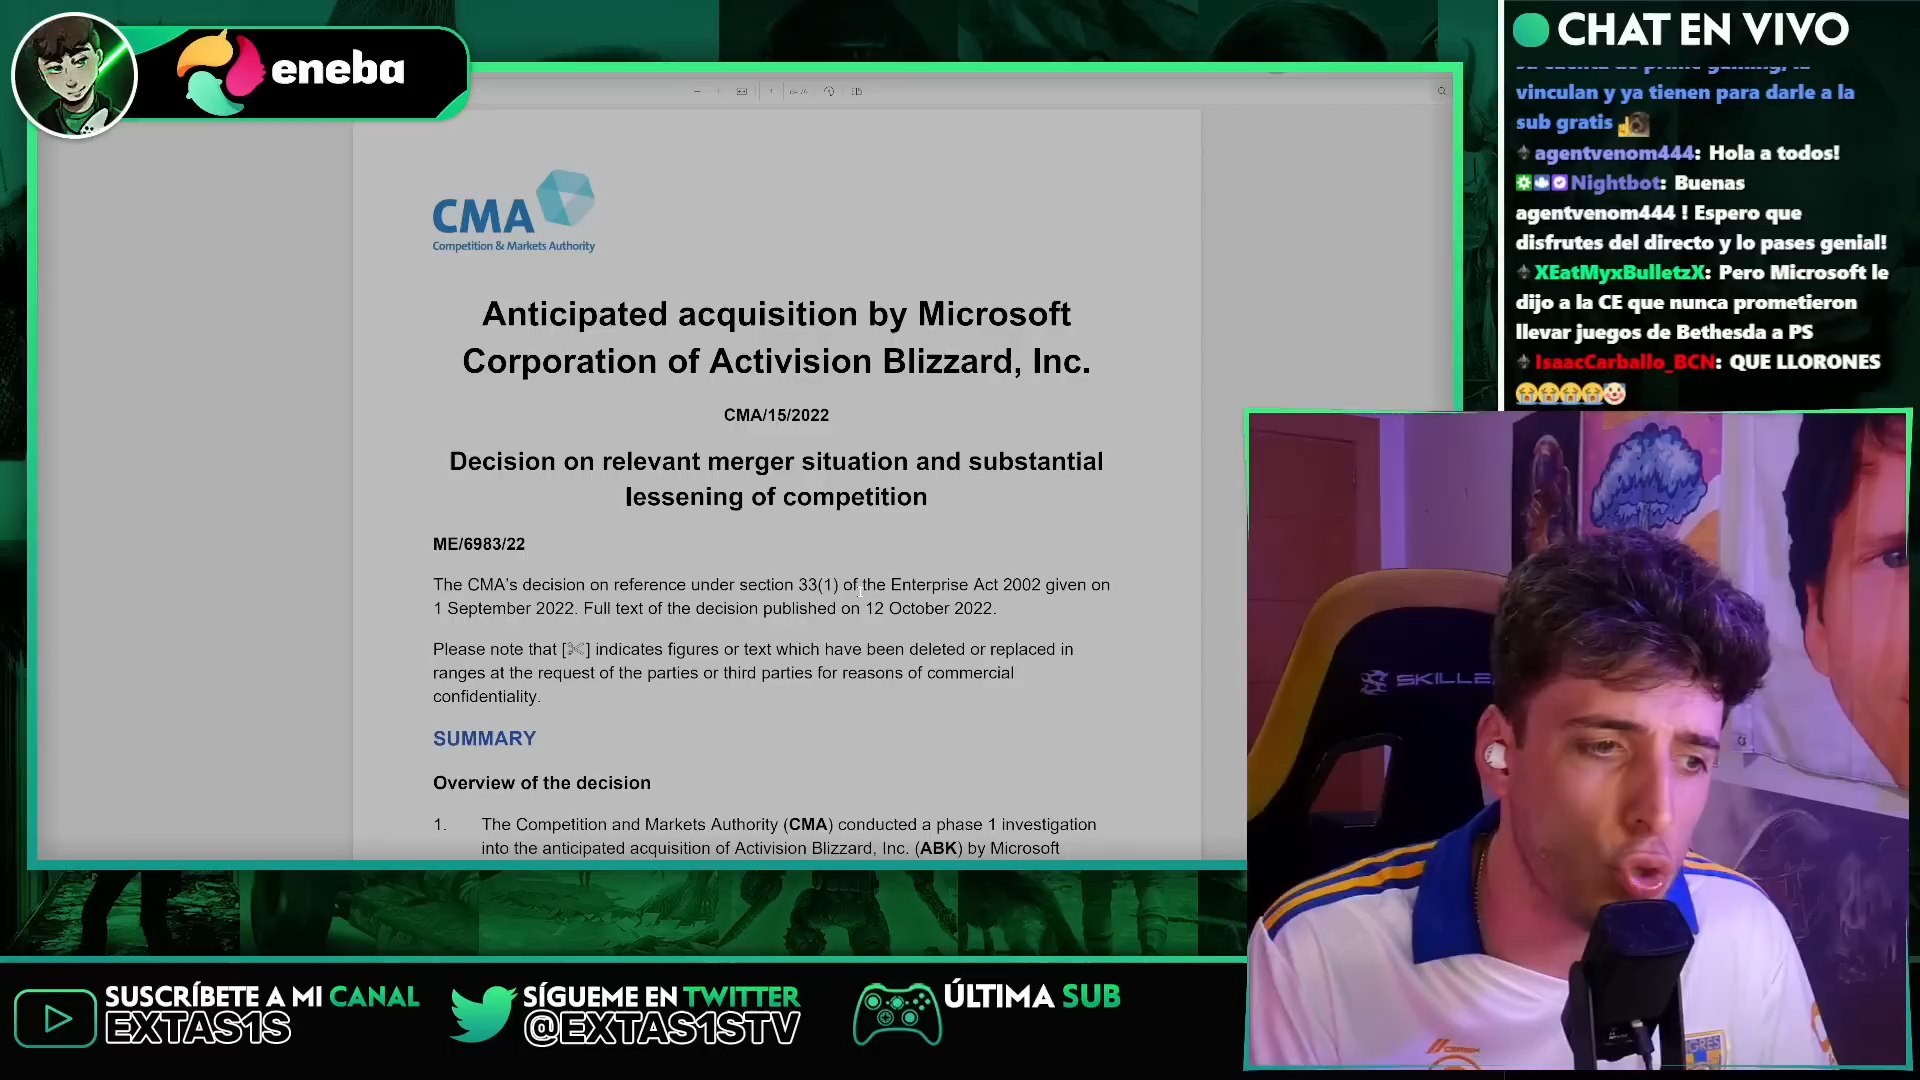 eneba
CMA
Competition & Markets Authority
Anticipated acquisition by Microsoft
Corporation of Activision Blizzard, Inc.
CMA/15/2022
Decision on relevant merger situation and substantial
lessening of competition
ME/6983/22
The CMA's decision on reference under section 33(1) of the Enterprise Act 2002 given on
1 September 2022. Full text of the decision published on 12 October 2022.
Please note that [✂] indicates figures or text which have been deleted or replaced in
ranges at the request of the parties or third parties for reasons of commercial
confidentiality.
SUMMARY
Overview of the decision
1. The Competition and Markets Authority (CMA) conducted a phase 1 investigation
into the anticipated acquisition of Activision Blizzard, Inc. (ABK) by Microsoft
CHAT EN VIVO
su cuenta de prime gaming, la
vinculan y ya tienen para darle a la
sub gratis
agentvenom444: Hola a todos!
Nightbot: Buenas
agentvenom444 ! Espero que
disfrutes del directo y lo pases genial!
XEatMyxBulletzX: Pero Microsoft le
dijo a la CE que nunca prometieron
llevar juegos de Bethesda a PS
IsaacCarballo_BCN: QUE LLORONES
😭😭😭😭🤡
SKILLE
CEMEX
SUSCRÍBETE A MI CANAL
EXTAS1S
SÍGUEME EN TWITTER
@EXTAS1STV
ÚLTIMA SUB